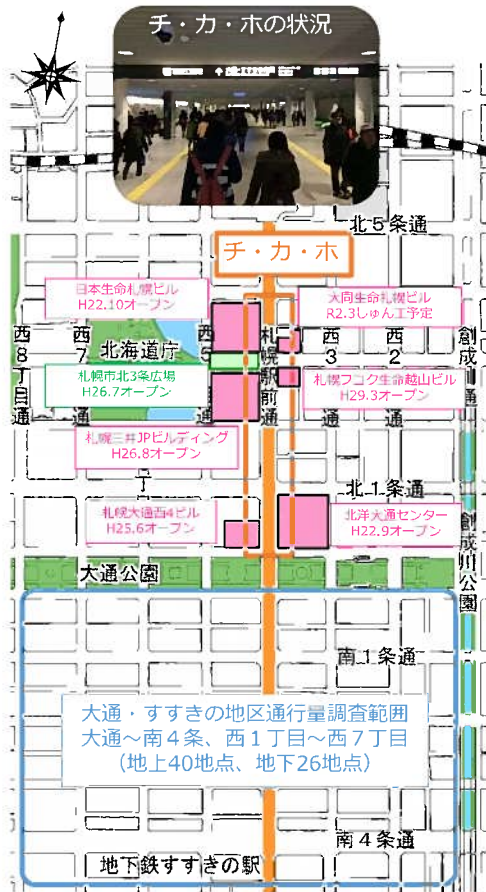 チ・カ・ホの状況
北5条通
チ・カ・ホ
日本生命札幌ビル
H22.10オープン
大同生命札幌ビル
R2.3しゅん工予定
西8丁目通
西7
西5
札幌駅前通
西3
西2
創成川通
北海道庁
札幌市北3条広場
H26.7オープン
札幌フコク生命越山ビル
H29.3オープン
札幌三井JPビルディング
H26.8オープン
丁
通
北1条通
札幌大通西4ビル
H25.6オープン
北洋大通センター
H22.9オープン
創成川公園
大通公園
南1条通
大通・すすきの地区通行量調査範囲
大通～南4条、西1丁目～西7丁目
（地上40地点、地下26地点）
南4条通
地下鉄すすきの駅